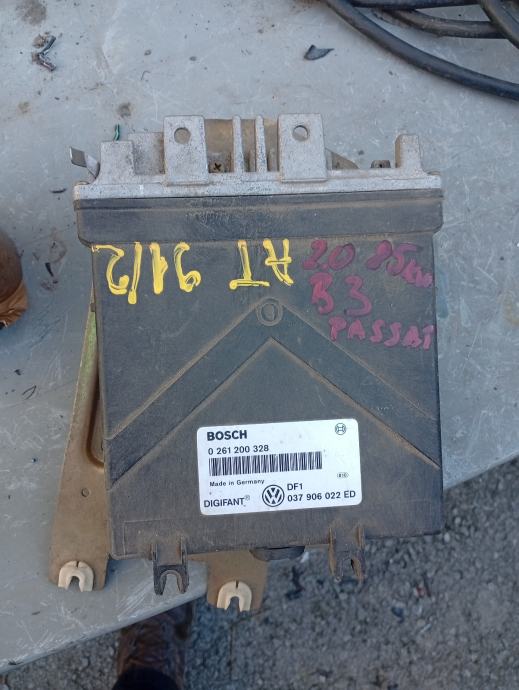 AT 91/2
2.0 85kw
B3
PASSAT
BOSCH
0 261 200 328
Made in Germany
DIGIFANT® DF1
037 906 022 ED